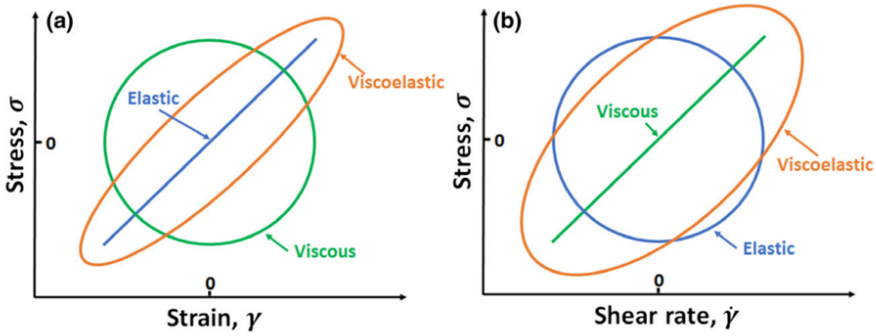 (a)
Stress, σ
0
Elastic
Viscoelastic
Viscous
0
Strain, γ
(b)
Stress, σ
0
Viscous
Viscoelastic
Elastic
0
Shear rate, γ̇